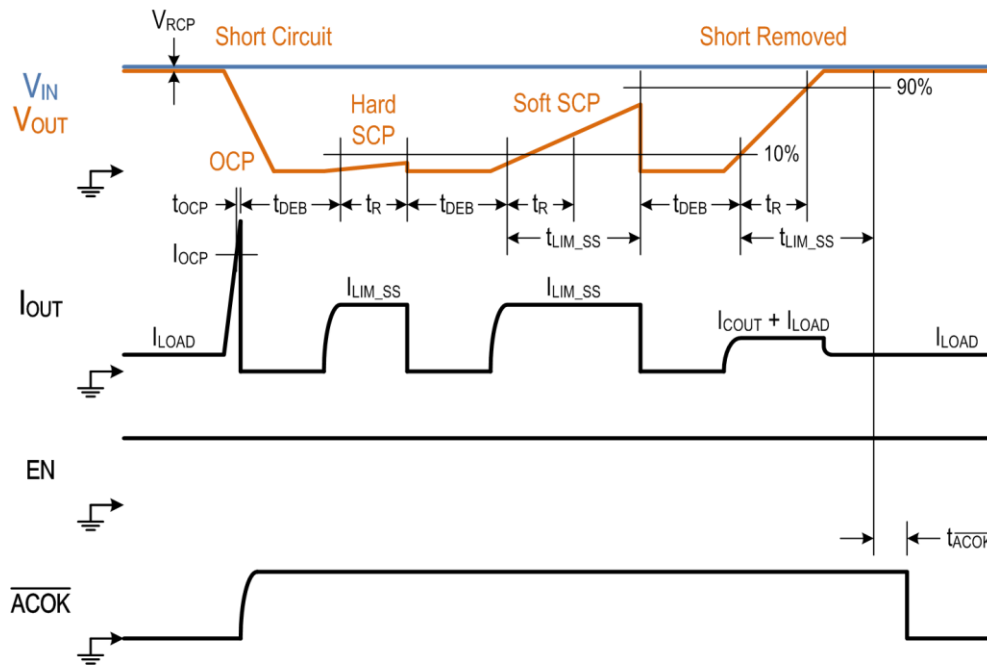 VRCP
Short Circuit
Short Removed
VIN
VOUT
90%
Hard
SCP
Soft SCP
OCP
10%
tOCP
tDEB
tR
tDEB
tR
tDEB
tR
tLIM_SS
tLIM_SS
IOCP
IOUT
ILIM_SS
ILIM_SS
ICOUT + ILOAD
ILOAD
ILOAD
EN
tACOK
ACOK